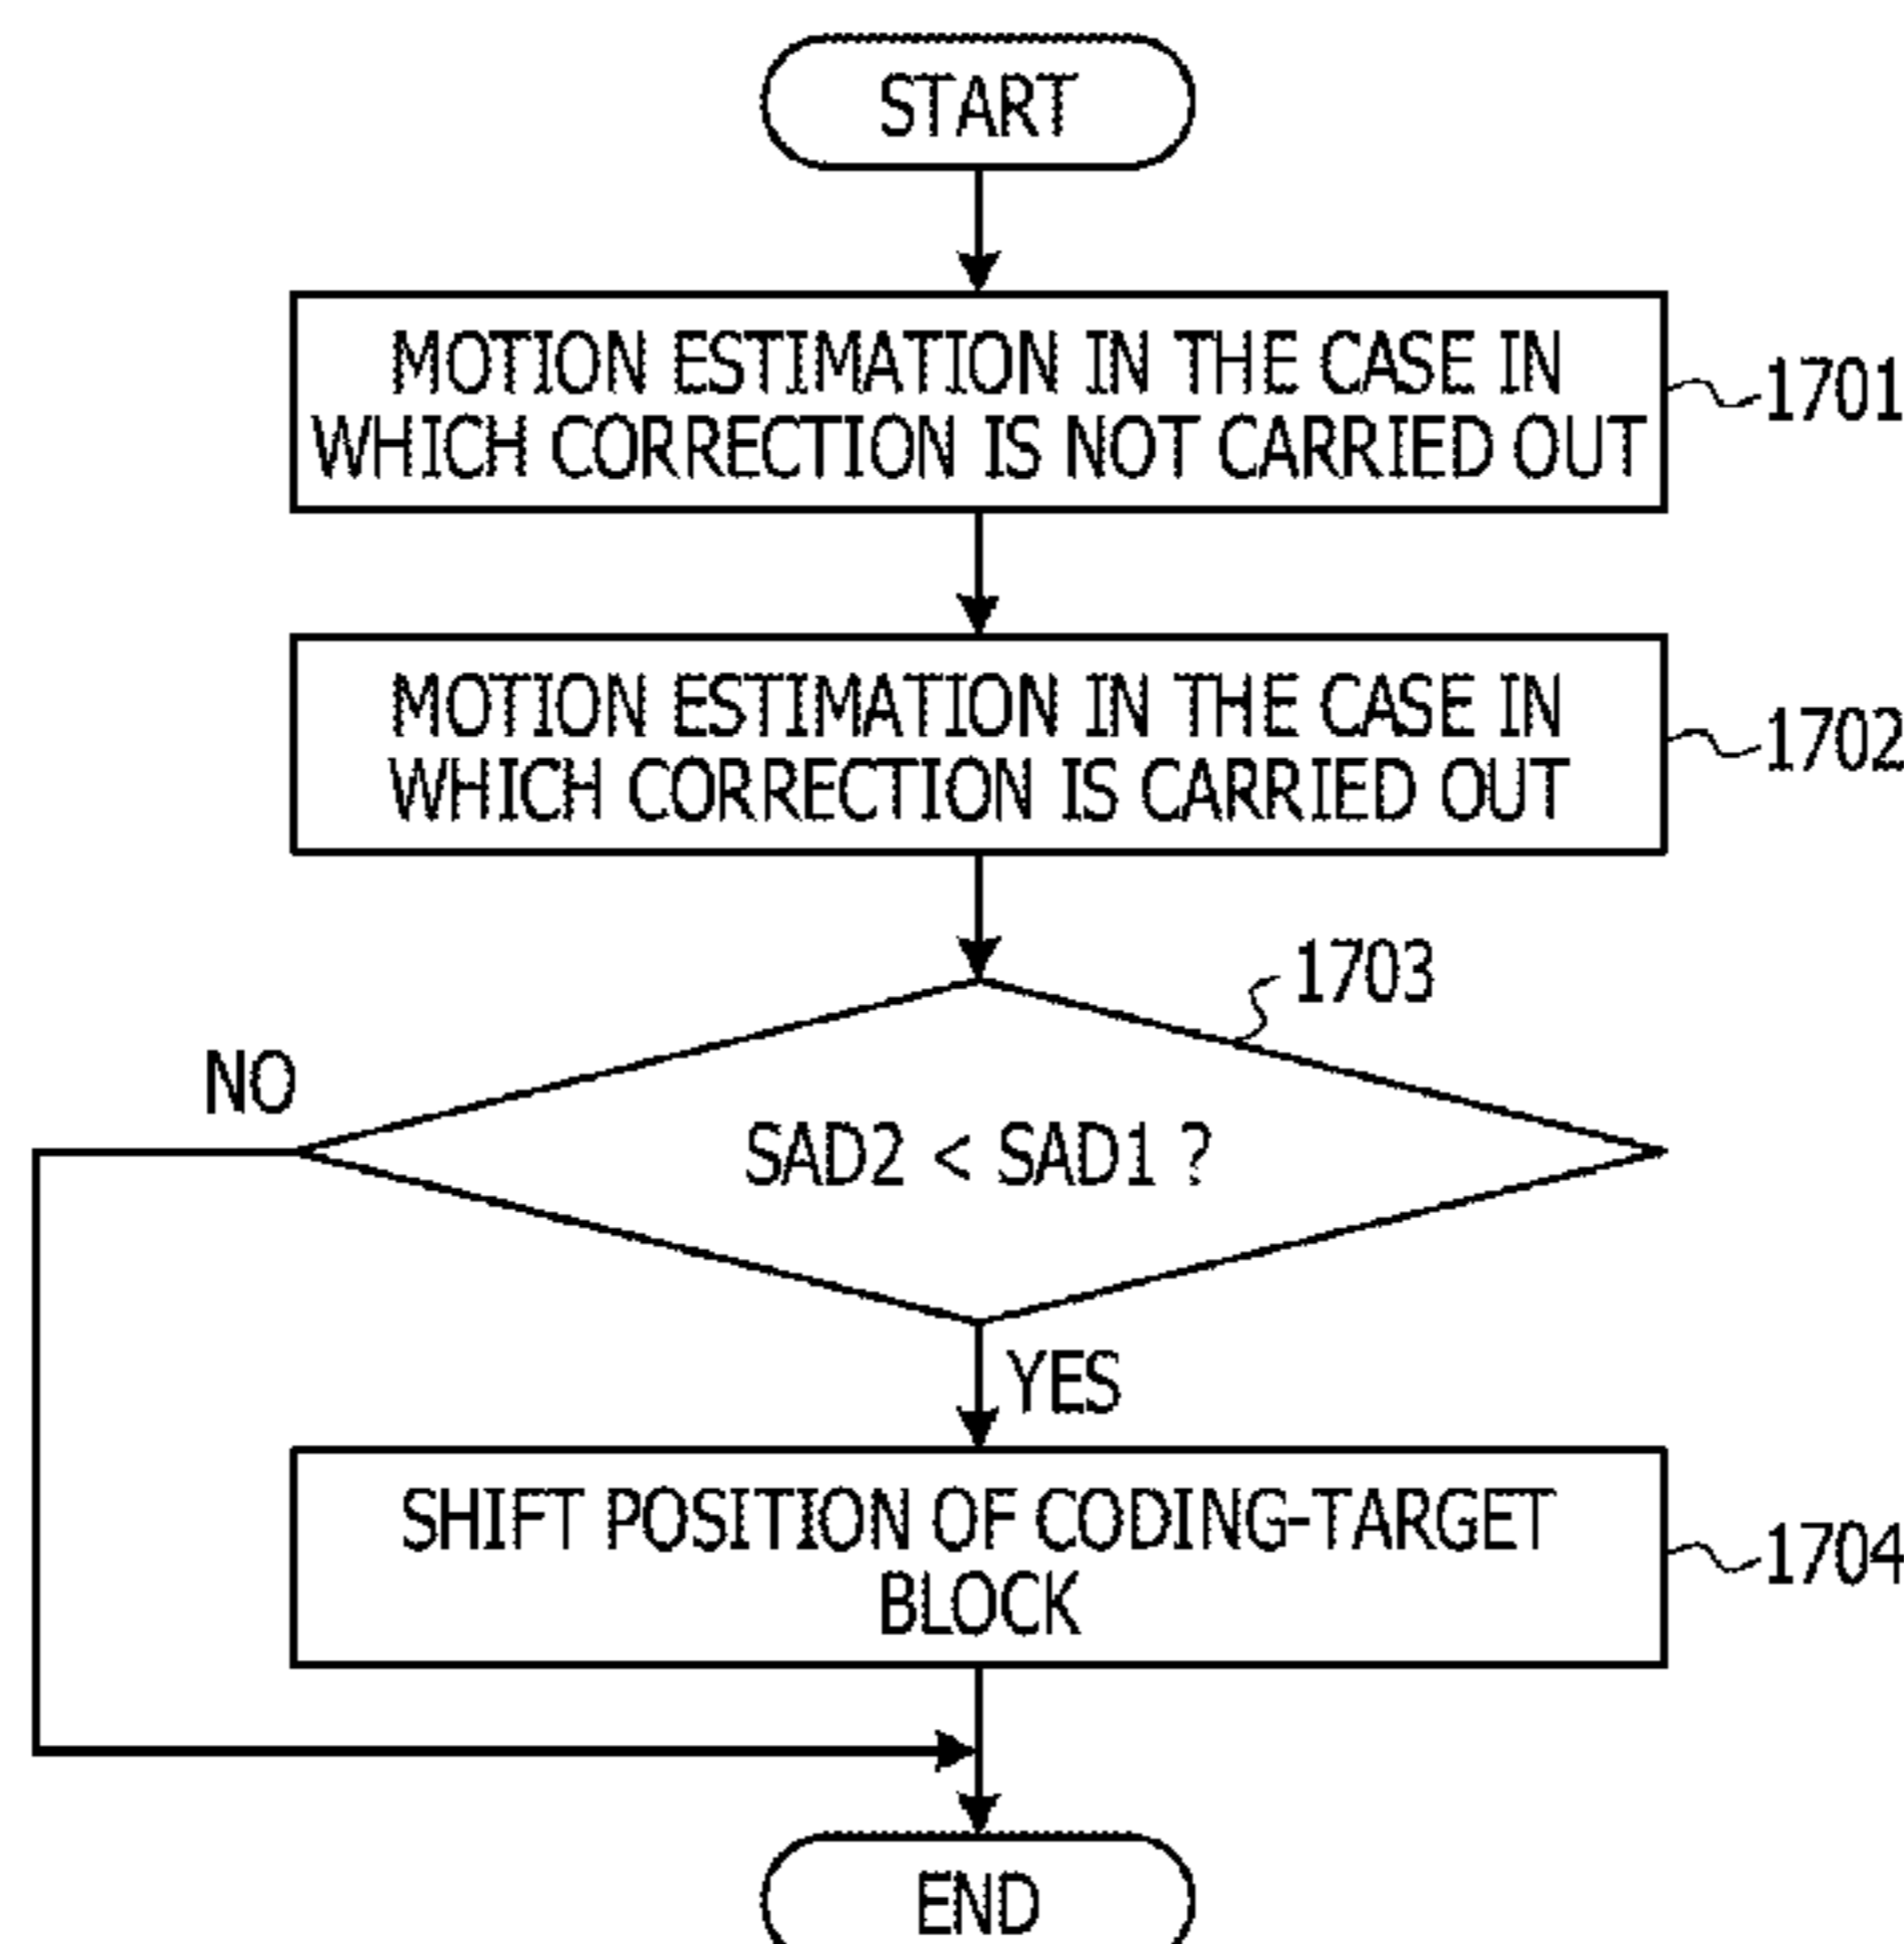 START
MOTION ESTIMATION IN THE CASE IN
WHICH CORRECTION IS NOT CARRIED OUT
1701
MOTION ESTIMATION IN THE CASE IN
WHICH CORRECTION IS CARRIED OUT
1702
1703
NO
SAD2 < SAD1 ?
YES
SHIFT POSITION OF CODING-TARGET
BLOCK
1704
END